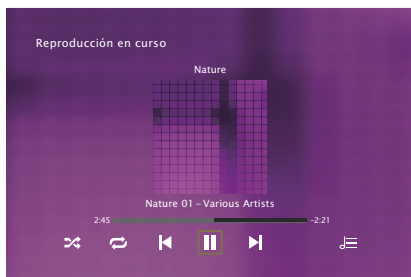 Reproducción en curso
Nature
Nature 01 – Various Artists
2:45
–2:21